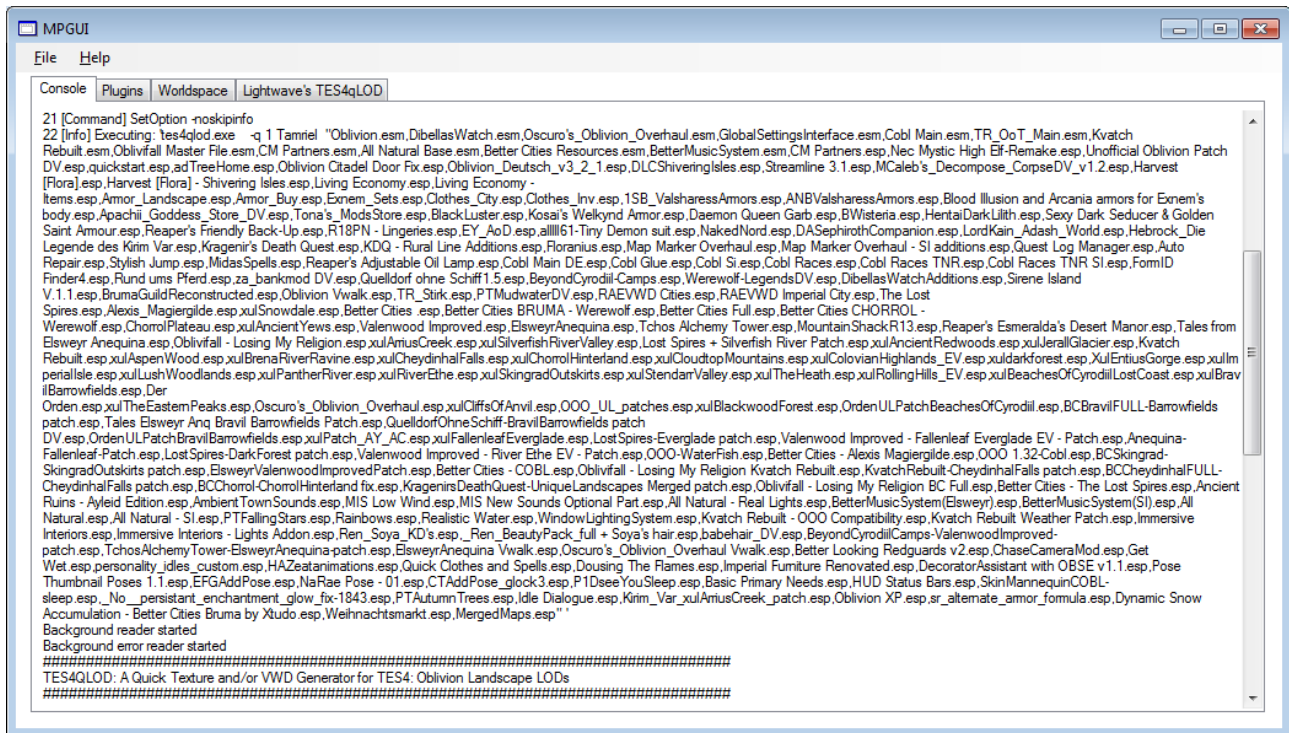 MPGUI
File Help
Console Plugins Worldspace Lightwave's TES4qLOD
21 [Command] SetOption -noskipinfo
22 [Info] Executing: 'tes4qlod.exe -q 1 Tamriel "Oblivion.esm,DibellasWatch.esm,Oscuro's_Oblivion_Overhaul.esm,GlobalSettingsInterface.esm,Cobl Main.esm,TR_OoT_Main.esm,Kvatch
Rebuilt.esm,Oblivifall Master File.esm,CM Partners.esm,All Natural Base.esm,Better Cities Resources.esm,BetterMusicSystem.esm,CM Partners.esp,Nec Mystic High Elf-Remake.esp,Unofficial Oblivion Patch
DV.esp,quickstart.esp,adTreeHome.esp,Oblivion Citadel Door Fix.esp,Oblivion_Deutsch_v3_2_1.esp,DLCShiveringIsles.esp,Streamline 3.1.esp,MCaleb's_Decompose_CorpseDV_v1.2.esp,Harvest
[Flora].esp,Harvest [Flora] - Shivering Isles.esp,Living Economy.esp,Living Economy -
Items.esp,Armor_Landscape.esp,Armor_Buy.esp,Exnem_Sets.esp,Clothes_City.esp,Clothes_Inv.esp,1SB_ValsharessArmors.esp,ANBValsharessArmors.esp,Blood Illusion and Arcania armors for Exnem's
body.esp,Apachii_Goddess_Store_DV.esp,Tona's_ModsStore.esp,BlackLuster.esp,Kosai's Welkynd Armor.esp,Daemon Queen Garb.esp,BWisteria.esp,HentaiDarkLilith.esp,Sexy Dark Seducer & Golden
Saint Armour.esp,Reaper's Friendly Back-Up.esp,R18PN - Lingeries.esp,EY_AoD.esp,alllll61-Tiny Demon suit.esp,NakedNord.esp,DASephirothCompanion.esp,LordKain_Adash_World.esp,Hebrock_Die
Legende des Kirim Var.esp,Kragenir's Death Quest.esp,KDQ - Rural Line Additions.esp,Floranius.esp,Map Marker Overhaul.esp,Map Marker Overhaul - SI additions.esp,Quest Log Manager.esp,Auto
Repair.esp,Stylish Jump.esp,MidasSpells.esp,Reaper's Adjustable Oil Lamp.esp,Cobl Main DE.esp,Cobl Glue.esp,Cobl Si.esp,Cobl Races.esp,Cobl Races TNR.esp,Cobl Races TNR SI.esp,FormID
Finder4.esp,Rund ums Pferd.esp,za_bankmod DV.esp,Quelldorf ohne Schiff1.5.esp,BeyondCyrodiil-Camps.esp,Werewolf-LegendsDV.esp,DibellasWatchAdditions.esp,Sirene Island
V.1.1.esp,BrumaGuildReconstructed.esp,Oblivion Vwalk.esp,TR_Stirk.esp,PTMudwaterDV.esp,RAEVWD Cities.esp,RAEVWD Imperial City.esp,The Lost
Spires.esp,Alexis_Magiergilde.esp,xulSnowdale.esp,Better Cities .esp,Better Cities BRUMA - Werewolf.esp,Better Cities Full.esp,Better Cities CHORROL -
Werewolf.esp,ChorrolPlateau.esp,xulAncientYews.esp,Valenwood Improved.esp,ElsweyrAnequina.esp,Tchos Alchemy Tower.esp,MountainShackR13.esp,Reaper's Esmeralda's Desert Manor.esp,Tales from
Elsweyr Anequina.esp,Oblivifall - Losing My Religion.esp,xulArriusCreek.esp,xulSilverfishRiverValley.esp,Lost Spires + Silverfish River Patch.esp,xulAncientRedwoods.esp,xulJerallGlacier.esp,Kvatch
Rebuilt.esp,xulAspenWood.esp,xulBrenaRiverRavine.esp,xulCheydinhalFalls.esp,xulChorrolHinterland.esp,xulCloudtopMountains.esp,xulColovianHighlands_EV.esp,xuldarkforest.esp,XulEntiusGorge.esp,xulIm
perialIsle.esp,xulLushWoodlands.esp,xulPantherRiver.esp,xulRiverEthe.esp,xulSkingradOutskirts.esp,xulStendarrValley.esp,xulTheHeath.esp,xulRollingHills_EV.esp,xulBeachesOfCyrodiilLostCoast.esp,xulBrav
ilBarrowfields.esp,Der
Orden.esp,xulTheEasternPeaks.esp,Oscuro's_Oblivion_Overhaul.esp,xulCliffsOfAnvil.esp,OOO_UL_patches.esp,xulBlackwoodForest.esp,OrdenULPatchBeachesOfCyrodiil.esp,BCBravilFULL-Barrowfields
patch.esp,Tales Elsweyr Anq Bravil Barrowfields Patch.esp,QuelldorfOhneSchiff-BravilBarrowfields patch
DV.esp,OrdenULPatchBravilBarrowfields.esp,xulPatch_AY_AC.esp,xulFallenleafEverglade.esp,LostSpires-Everglade patch.esp,Valenwood Improved - Fallenleaf Everglade EV - Patch.esp,Anequina-
Fallenleaf-Patch.esp,LostSpires-DarkForest patch.esp,Valenwood Improved - River Ethe EV - Patch.esp,OOO-WaterFish.esp,Better Cities - Alexis Magiergilde.esp,OOO 1.32-Cobl.esp,BCSkingrad-
SkingradOutskirts patch.esp,ElsweyrValenwoodImprovedPatch.esp,Better Cities - COBL.esp,Oblivifall - Losing My Religion Kvatch Rebuilt.esp,KvatchRebuilt-CheydinhalFalls patch.esp,BCCheydinhalFULL-
CheydinhalFalls patch.esp,BCChorrol-ChorrolHinterland fix.esp,KragenirsDeathQuest-UniqueLandscapes Merged patch.esp,Oblivifall - Losing My Religion BC Full.esp,Better Cities - The Lost Spires.esp,Ancient
Ruins - Ayleid Edition.esp,AmbientTownSounds.esp,MIS Low Wind.esp,MIS New Sounds Optional Part.esp,All Natural - Real Lights.esp,BetterMusicSystem(Elsweyr).esp,BetterMusicSystem(SI).esp,All
Natural.esp,All Natural - SI.esp,PTFallingStars.esp,Rainbows.esp,Realistic Water.esp,WindowLightingSystem.esp,Kvatch Rebuilt - OOO Compatibility.esp,Kvatch Rebuilt Weather Patch.esp,Immersive
Interiors.esp,Immersive Interiors - Lights Addon.esp,Ren_Soya_KD's.esp,_Ren_BeautyPack_full + Soya's hair.esp,babehair_DV.esp,BeyondCyrodiilCamps-ValenwoodImproved-
patch.esp,TchosAlchemyTower-ElsweyrAnequina-patch.esp,ElsweyrAnequina Vwalk.esp,Oscuro's_Oblivion_Overhaul Vwalk.esp,Better Looking Redguards v2.esp,ChaseCameraMod.esp,Get
Wet.esp,personality_idles_custom.esp,HAZeatanimations.esp,Quick Clothes and Spells.esp,Dousing The Flames.esp,Imperial Furniture Renovated.esp,DecoratorAssistant with OBSE v1.1.esp,Pose
Thumbnail Poses 1.1.esp,EFGAddPose.esp,NaRae Pose - 01.esp,CTAddPose_glock3.esp,P1DseeYouSleep.esp,Basic Primary Needs.esp,HUD Status Bars.esp,SkinMannequinCOBL-
sleep.esp,_No__persistant_enchantment_glow_fix-1843.esp,PTAutumnTrees.esp,Idle Dialogue.esp,Kirim_Var_xulArriusCreek_patch.esp,Oblivion XP.esp,sr_alternate_armor_formula.esp,Dynamic Snow
Accumulation - Better Cities Bruma by Xtudo.esp,Weihnachtsmarkt.esp,MergedMaps.esp" '
Background reader started
Background error reader started
################################################################################
TES4QLOD: A Quick Texture and/or VWD Generator for TES4: Oblivion Landscape LODs
################################################################################